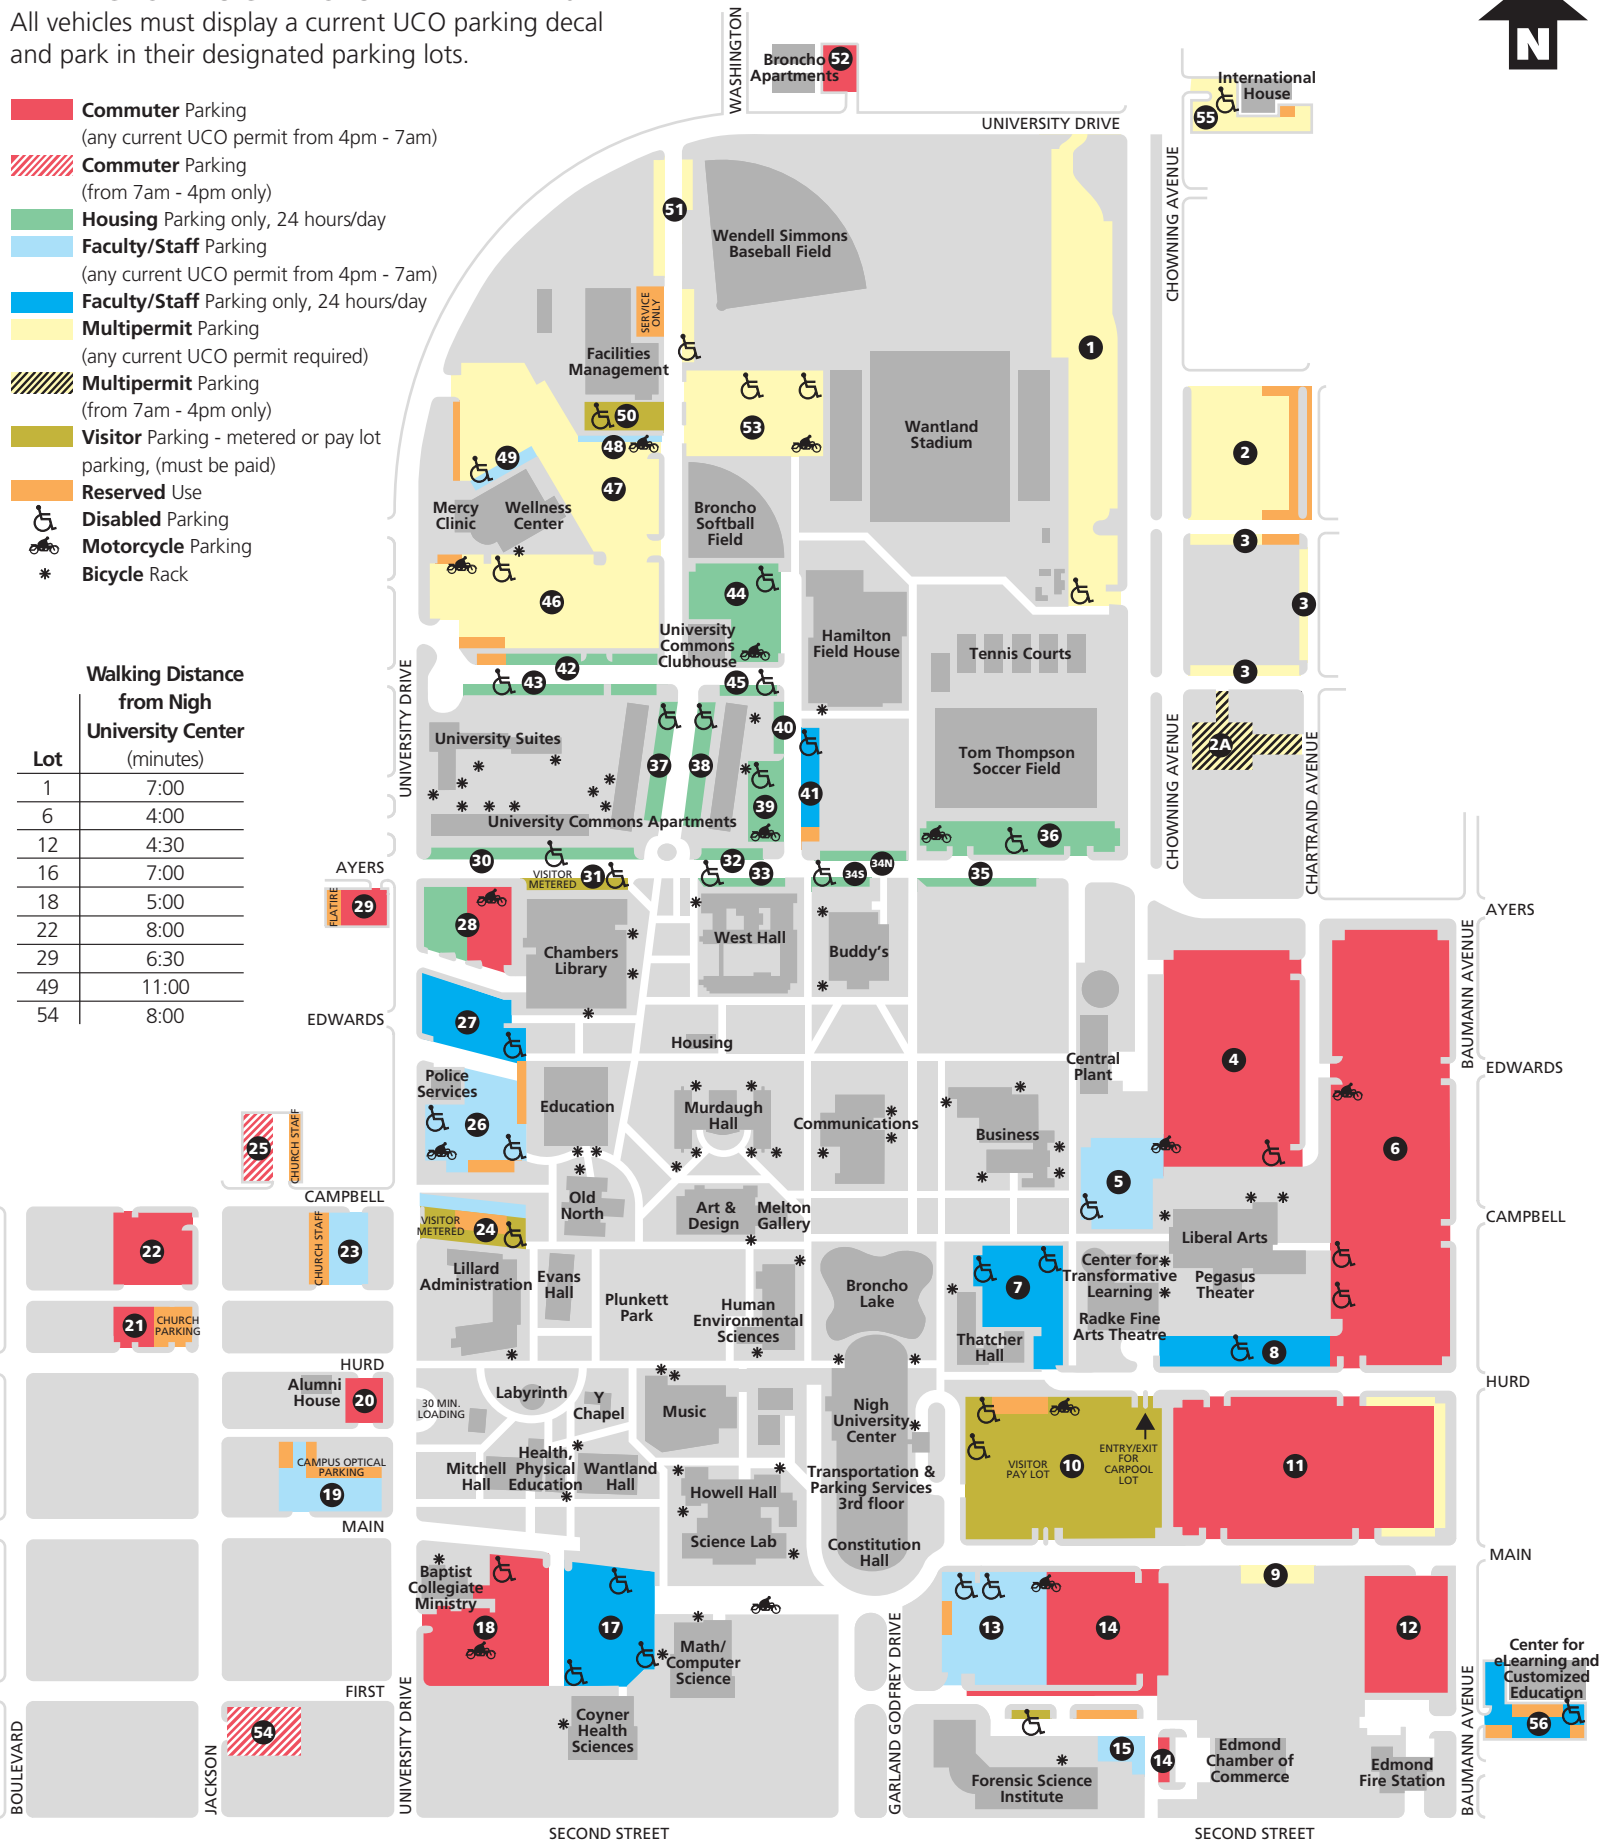 All vehicles must display a current UCO parking decal
and park in their designated parking lots.
N
Commuter Parking
(any current UCO permit from 4pm - 7am)
Commuter Parking
(from 7am - 4pm only)
Housing Parking only, 24 hours/day
Faculty/Staff Parking
(any current UCO permit from 4pm - 7am)
Faculty/Staff Parking only, 24 hours/day
Multipermit Parking
(any current UCO permit required)
Multipermit Parking
(from 7am - 4pm only)
Visitor Parking - metered or pay lot
parking, (must be paid)
Reserved Use
Disabled Parking
Motorcycle Parking
Bicycle Rack
Walking Distance
from Nigh
University Center
Lot (minutes)
1 7:00
6 4:00
12 4:30
16 7:00
18 5:00
22 8:00
29 6:30
49 11:00
54 8:00
WASHINGTON
Broncho
Apartments
52
UNIVERSITY DRIVE
International
House
55
CHOWNING AVENUE
51
Wendell Simmons
Baseball Field
SERVICE
ONLY
Facilities
Management
1
50
48
53
Wantland
Stadium
2
49
47
Mercy
Clinic
Wellness
Center
Broncho
Softball
Field
3
46
44
3
University
Commons
Clubhouse
Hamilton
Field House
Tennis Courts
42
43
45
3
UNIVERSITY DRIVE
University Suites
40
37
38
41
39
Tom Thompson
Soccer Field
2A
CHOWNING AVENUE
CHARTRAND AVENUE
University Commons Apartments
36
30
VISITOR
METERED
31
32
33
34S
34N
35
AYERS
FLATIRE
29
28
Chambers
Library
West Hall
Buddy's
AYERS
BAUMANN AVENUE
27
EDWARDS
Housing
Central
Plant
4
EDWARDS
Police
Services
26
Education
Murdaugh
Hall
Communications
Business
6
25
CHURCH STAFF
5
CAMPBELL
Old
North
Art &
Design
Melton
Gallery
CAMPBELL
VISITOR
METERED
24
22
CHURCH STAFF
23
Liberal Arts
Lillard
Administration
Evans
Hall
Plunkett
Park
Human
Environmental
Sciences
Broncho
Lake
7
Center for
Transformative
Learning
Pegasus
Theater
Radke Fine
Arts Theatre
21
CHURCH
PARKING
Thatcher
Hall
8
HURD
HURD
Alumni
House
20
30 MIN.
LOADING
Labyrinth
Y
Chapel
Music
Nigh
University
Center
VISITOR
PAY LOT
10
ENTRY/EXIT
FOR
CARPOOL
LOT
11
CAMPUS OPTICAL
PARKING
19
Mitchell
Hall
Health,
Physical
Education
Wantland
Hall
Howell Hall
Transportation &
Parking Services
3rd floor
MAIN
Science Lab
Constitution
Hall
MAIN
Baptist
Collegiate
Ministry
9
18
17
Math/
Computer
Science
13
14
12
Center for
eLearning and
Customized
Education
56
FIRST
54
Coyner
Health
Sciences
GARLAND GODFREY DRIVE
15
14
Forensic Science
Institute
Edmond
Chamber of
Commerce
Edmond
Fire Station
BAUMANN AVENUE
BOULEVARD
JACKSON
UNIVERSITY DRIVE
SECOND STREET
SECOND STREET